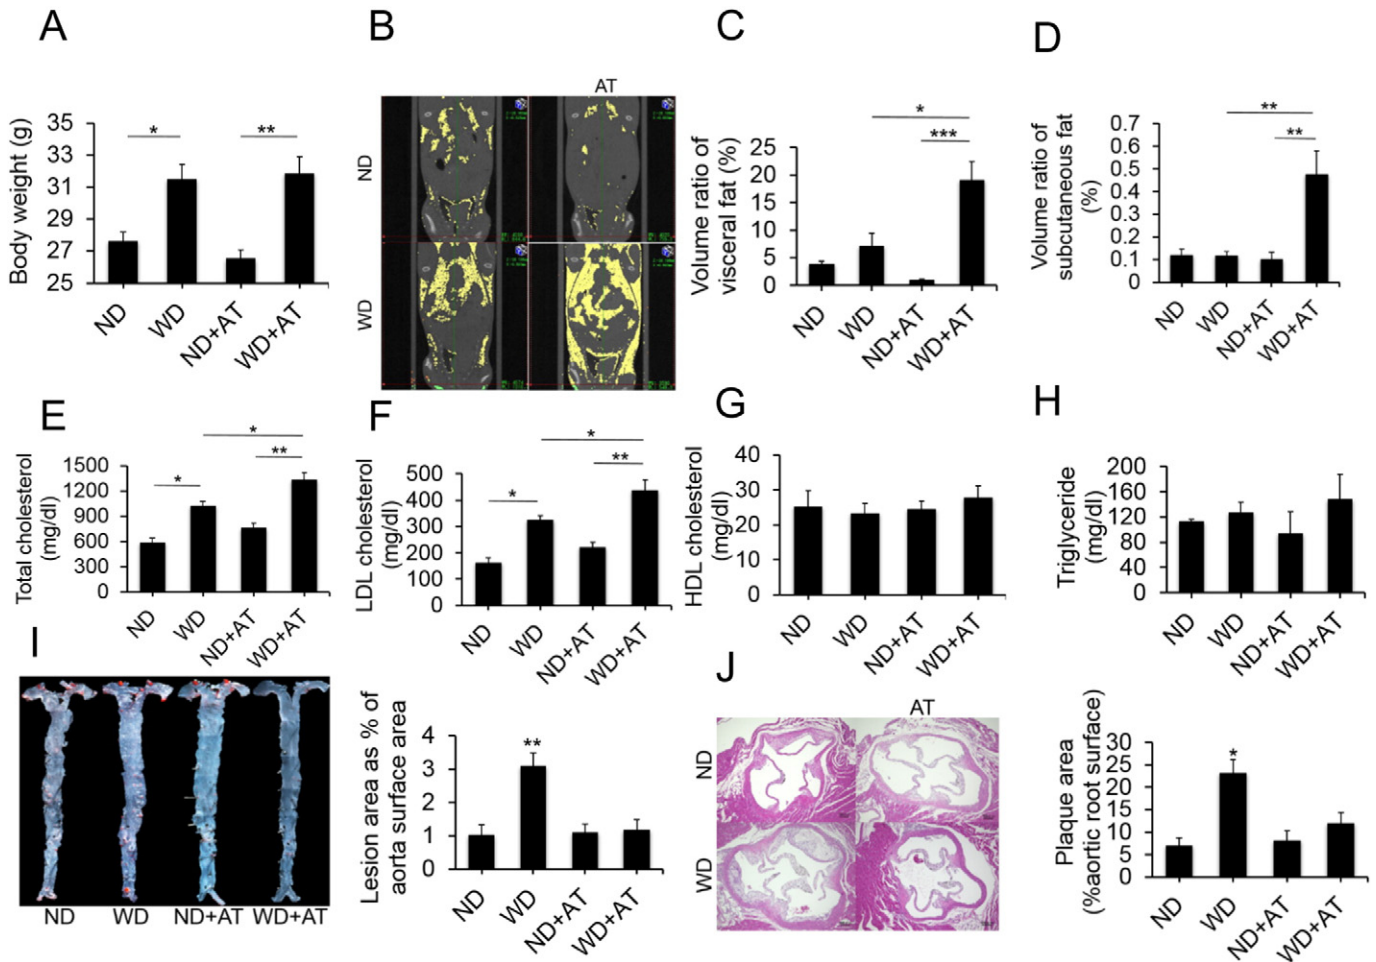 A
Body weight (g)
35
33
31
29
27
25
*
**
ND
WD
ND+AT
WD+AT
B
AT
ND
WD
C
Volume ratio of
visceral fat (%)
25
20
15
10
5
0
*
***
ND
WD
ND+AT
WD+AT
D
Volume ratio of
subcutaneous fat
(%)
0.7
0.6
0.5
0.4
0.3
0.2
0.1
0
**
**
ND
WD
ND+AT
WD+AT
E
Total cholesterol
(mg/dl)
1500
1200
900
600
300
0
*
*
**
ND
WD
ND+AT
WD+AT
F
LDL cholesterol
(mg/dl)
500
400
300
200
100
0
*
*
**
ND
WD
ND+AT
WD+AT
G
HDL cholesterol
(mg/dl)
40
30
20
10
0
ND
WD
ND+AT
WD+AT
H
Triglyceride
(mg/dl)
200
160
120
80
40
0
ND
WD
ND+AT
WD+AT
I
ND
WD
ND+AT
WD+AT
Lesion area as % of
aorta surface area
4
3
2
1
0
**
ND
WD
ND+AT
WD+AT
J
AT
ND
WD
Plaque area
(%aortic root surface)
30
25
20
15
10
5
0
*
ND
WD
ND+AT
WD+AT